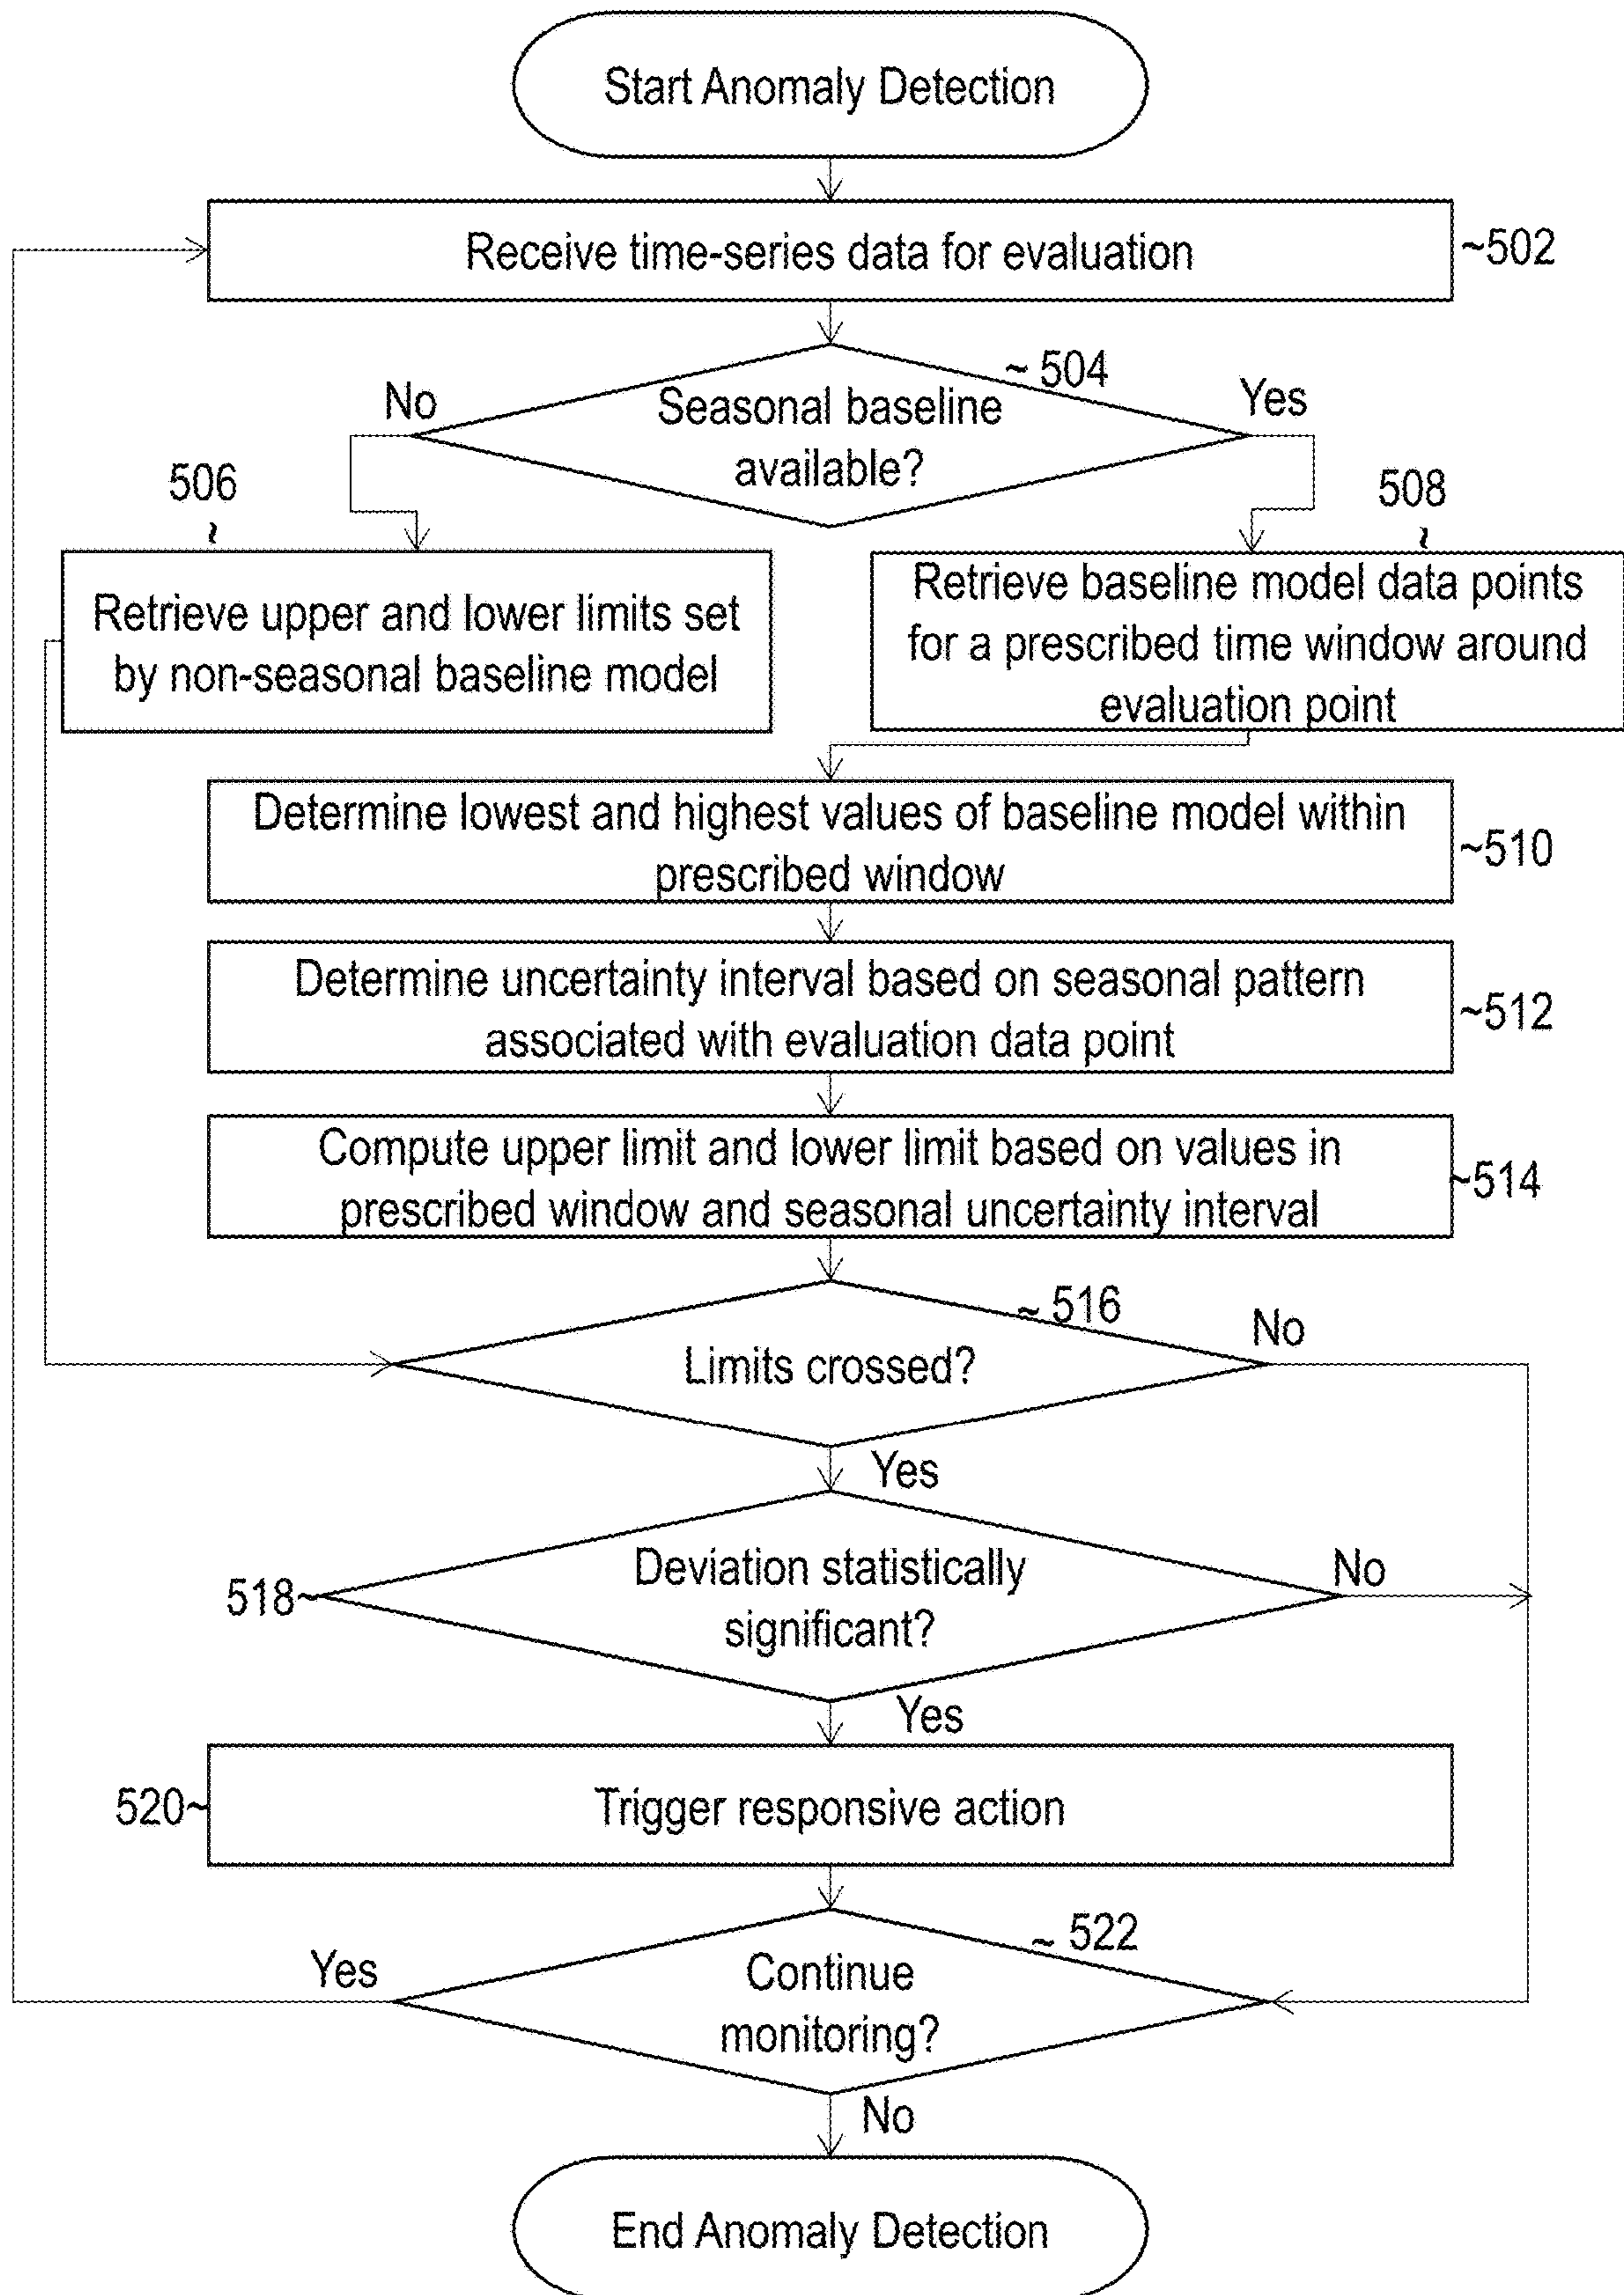 Start Anomaly Detection
Receive time-series data for evaluation
~502
~ 504
No
Seasonal baseline
available?
Yes
506
~
508
~
Retrieve upper and lower limits set
by non-seasonal baseline model
Retrieve baseline model data points
for a prescribed time window around
evaluation point
Determine lowest and highest values of baseline model within
prescribed window
~510
Determine uncertainty interval based on seasonal pattern
associated with evaluation data point
~512
Compute upper limit and lower limit based on values in
prescribed window and seasonal uncertainty interval
~514
~ 516
No
Limits crossed?
Yes
Deviation statistically
significant?
518~
No
Yes
520~
Trigger responsive action
~ 522
Yes
Continue
monitoring?
No
End Anomaly Detection